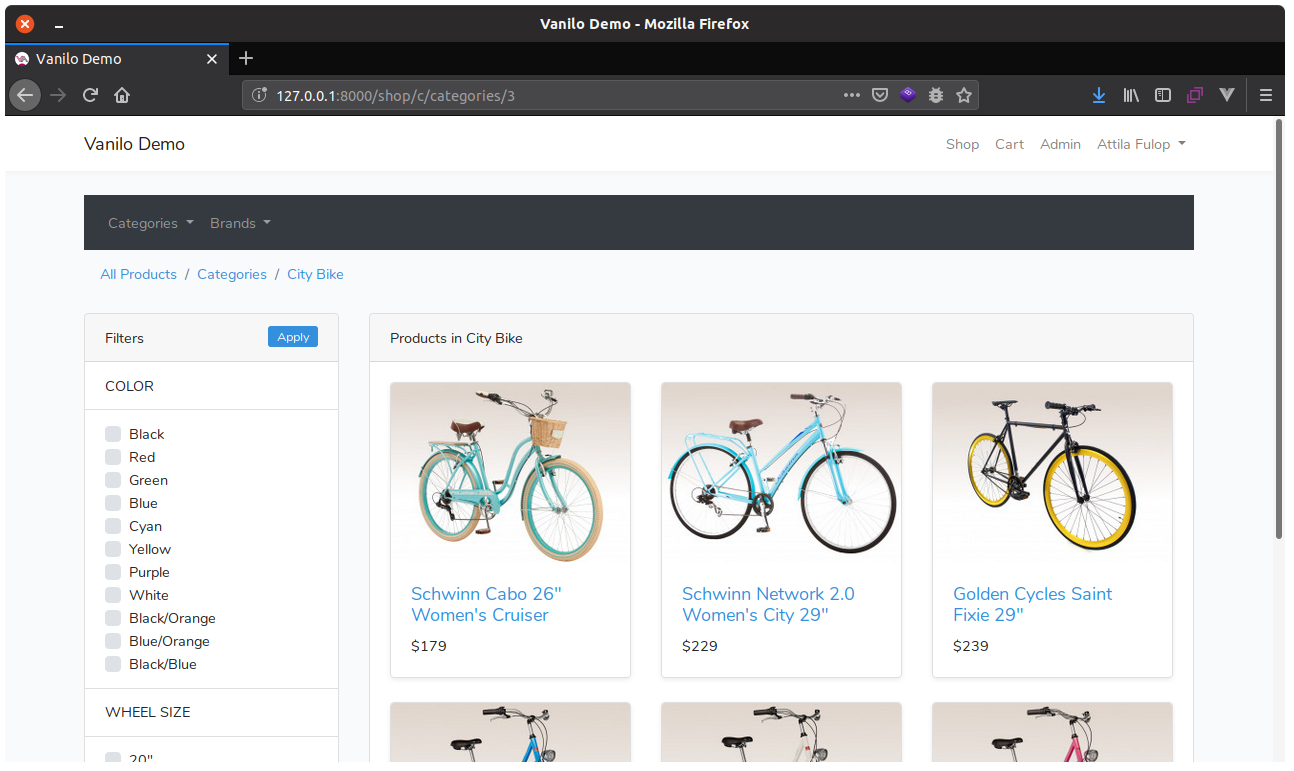 Vanilo Demo - Mozilla Firefox
Vanilo Demo
127.0.0.1:8000/shop/c/categories/3
Vanilo Demo
Shop Cart Admin Attila Fulop
Categories Brands
All Products / Categories / City Bike
Filters
Apply
COLOR
Black
Red
Green
Blue
Cyan
Yellow
Purple
White
Black/Orange
Blue/Orange
Black/Blue
WHEEL SIZE
20"
Products in City Bike
Schwinn Cabo 26"
Women's Cruiser
$179
Schwinn Network 2.0
Women's City 29"
$229
Golden Cycles Saint
Fixie 29"
$239